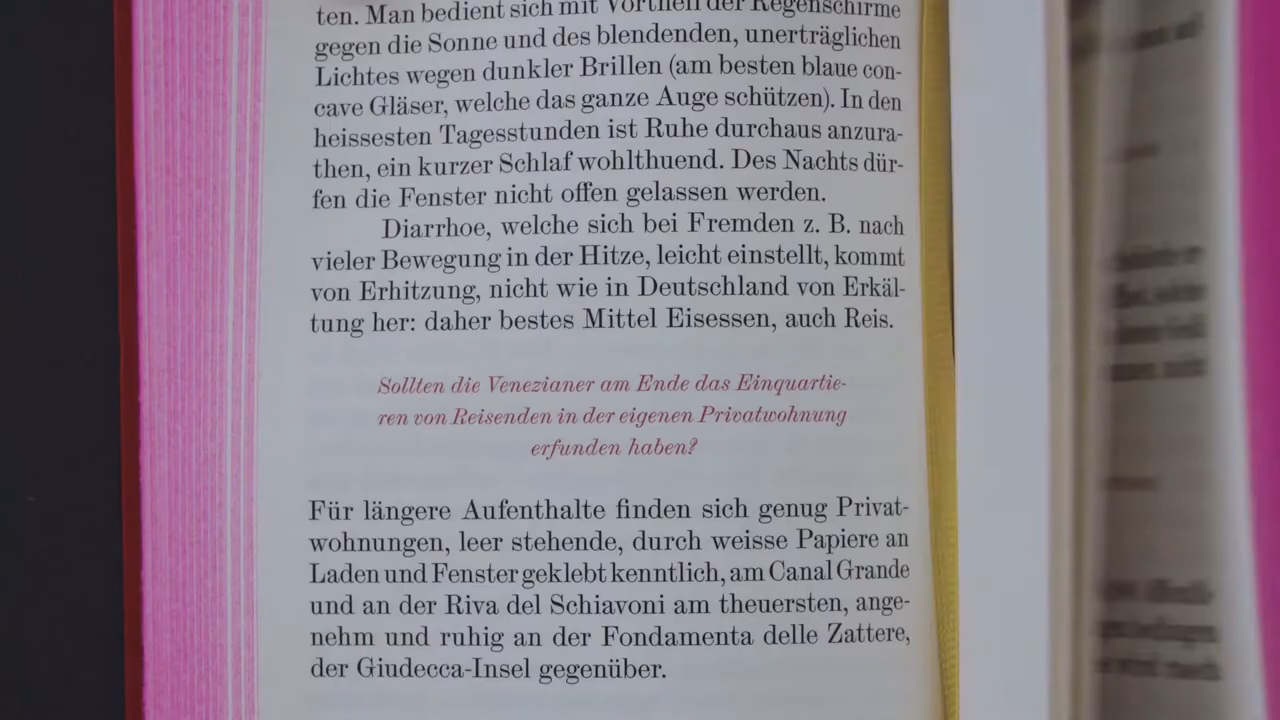 ten. Man bedient sich mit Vortheil der Regenschirme
gegen die Sonne und des blendenden, unerträglichen
Lichtes wegen dunkler Brillen (am besten blaue con-
cave Gläser, welche das ganze Auge schützen). In den
heissesten Tagesstunden ist Ruhe durchaus anzura-
then, ein kurzer Schlaf wohlthuend. Des Nachts dür-
fen die Fenster nicht offen gelassen werden.
Diarrhoe, welche sich bei Fremden z. B. nach
vieler Bewegung in der Hitze, leicht einstellt, kommt
von Erhitzung, nicht wie in Deutschland von Erkäl-
tung her: daher bestes Mittel Eisessen, auch Reis.
Sollten die Venezianer am Ende das Einquartie-
ren von Reisenden in der eigenen Privatwohnung
erfunden haben?
Für längere Aufenthalte finden sich genug Privat-
wohnungen, leer stehende, durch weisse Papiere an
Laden und Fenster geklebt kenntlich, am Canal Grande
und an der Riva del Schiavoni am theuersten, ange-
nehm und ruhig an der Fondamenta delle Zattere,
der Giudecca-Insel gegenüber.